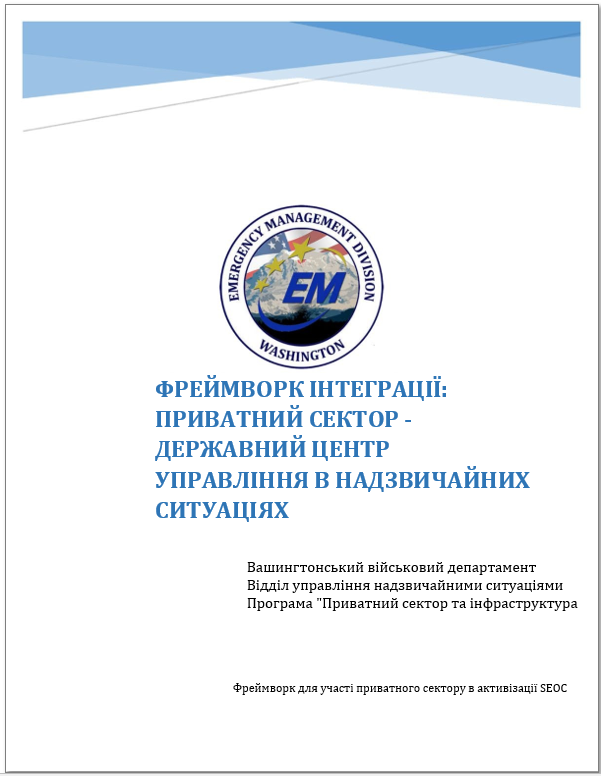 EMERGENCY MANAGEMENT DIVISION
EM
WASHINGTON
ФРЕЙМВОРК ІНТЕГРАЦІЇ:
ПРИВАТНИЙ СЕКТОР -
ДЕРЖАВНИЙ ЦЕНТР
УПРАВЛІННЯ В НАДЗВИЧАЙНИХ
СИТУАЦІЯХ
Вашингтонський військовий департамент
Відділ управління надзвичайними ситуаціями
Програма "Приватний сектор та інфраструктура
Фреймворк для участі приватного сектору в активізації SEOC